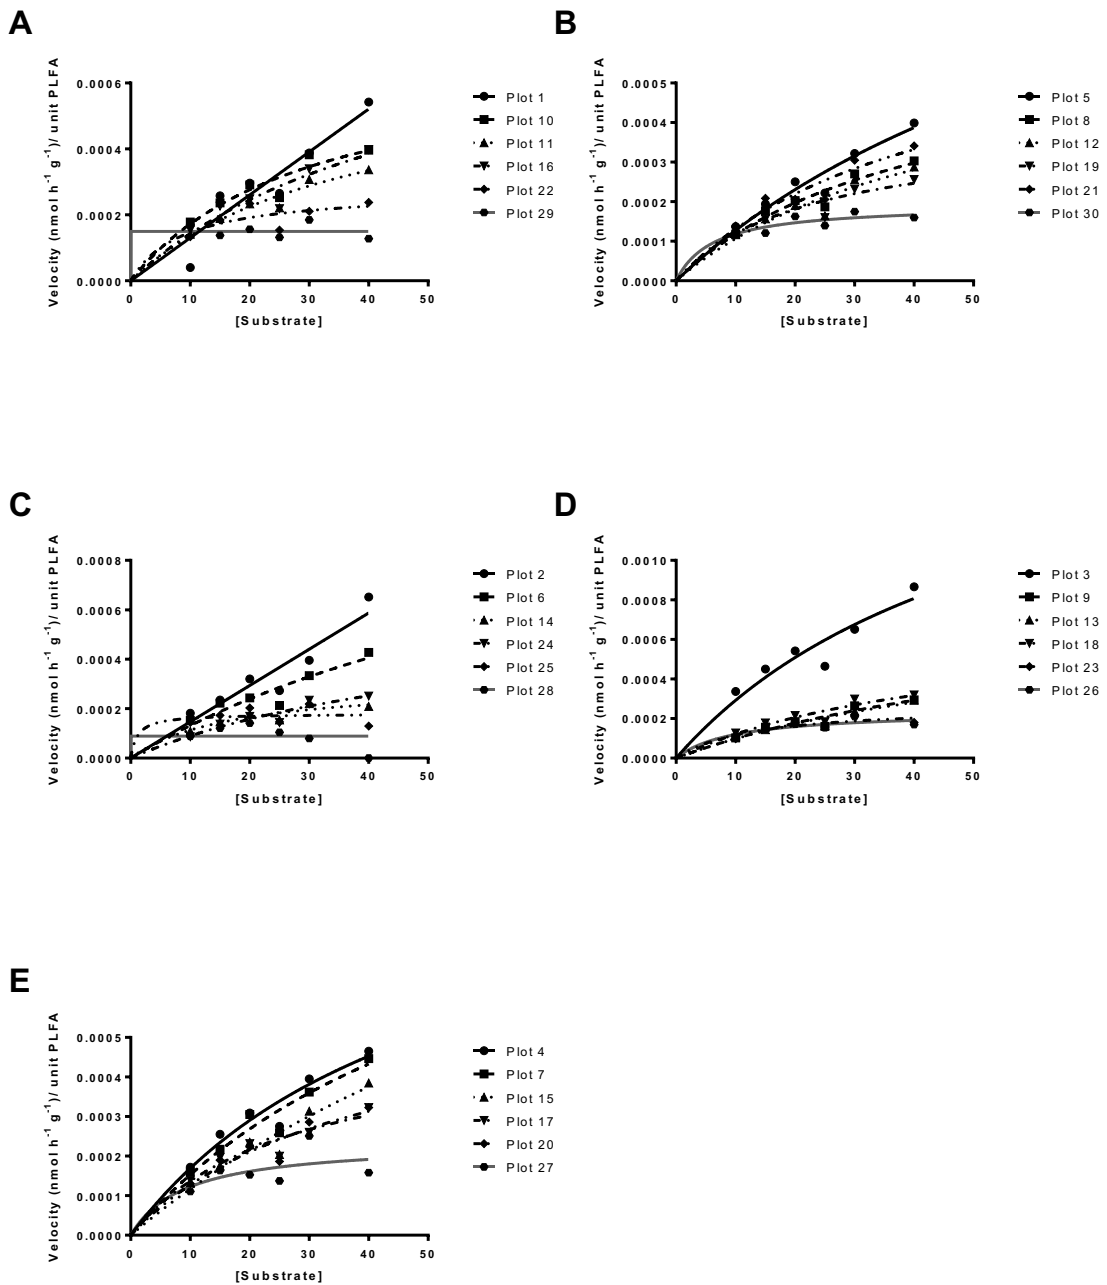 A
Velocity (nmol h⁻¹ g⁻¹)/ unit PLFA
0.0006
0.0004
0.0002
0.0000
0 10 20 30 40 50
[Substrate]
Plot 1
Plot 10
Plot 11
Plot 16
Plot 22
Plot 29
B
Velocity (nmol h⁻¹ g⁻¹)/ unit PLFA
0.0005
0.0004
0.0003
0.0002
0.0001
0.0000
0 10 20 30 40 50
[Substrate]
Plot 5
Plot 8
Plot 12
Plot 19
Plot 21
Plot 30
C
Velocity (nmol h⁻¹ g⁻¹)/ unit PLFA
0.0008
0.0006
0.0004
0.0002
0.0000
0 10 20 30 40 50
[Substrate]
Plot 2
Plot 6
Plot 14
Plot 24
Plot 25
Plot 28
D
Velocity (nmol h⁻¹ g⁻¹)/ unit PLFA
0.0010
0.0008
0.0006
0.0004
0.0002
0.0000
0 10 20 30 40 50
[Substrate]
Plot 3
Plot 9
Plot 13
Plot 18
Plot 23
Plot 26
E
Velocity (nmol h⁻¹ g⁻¹)/ unit PLFA
0.0005
0.0004
0.0003
0.0002
0.0001
0.0000
0 10 20 30 40 50
[Substrate]
Plot 4
Plot 7
Plot 15
Plot 17
Plot 20
Plot 27